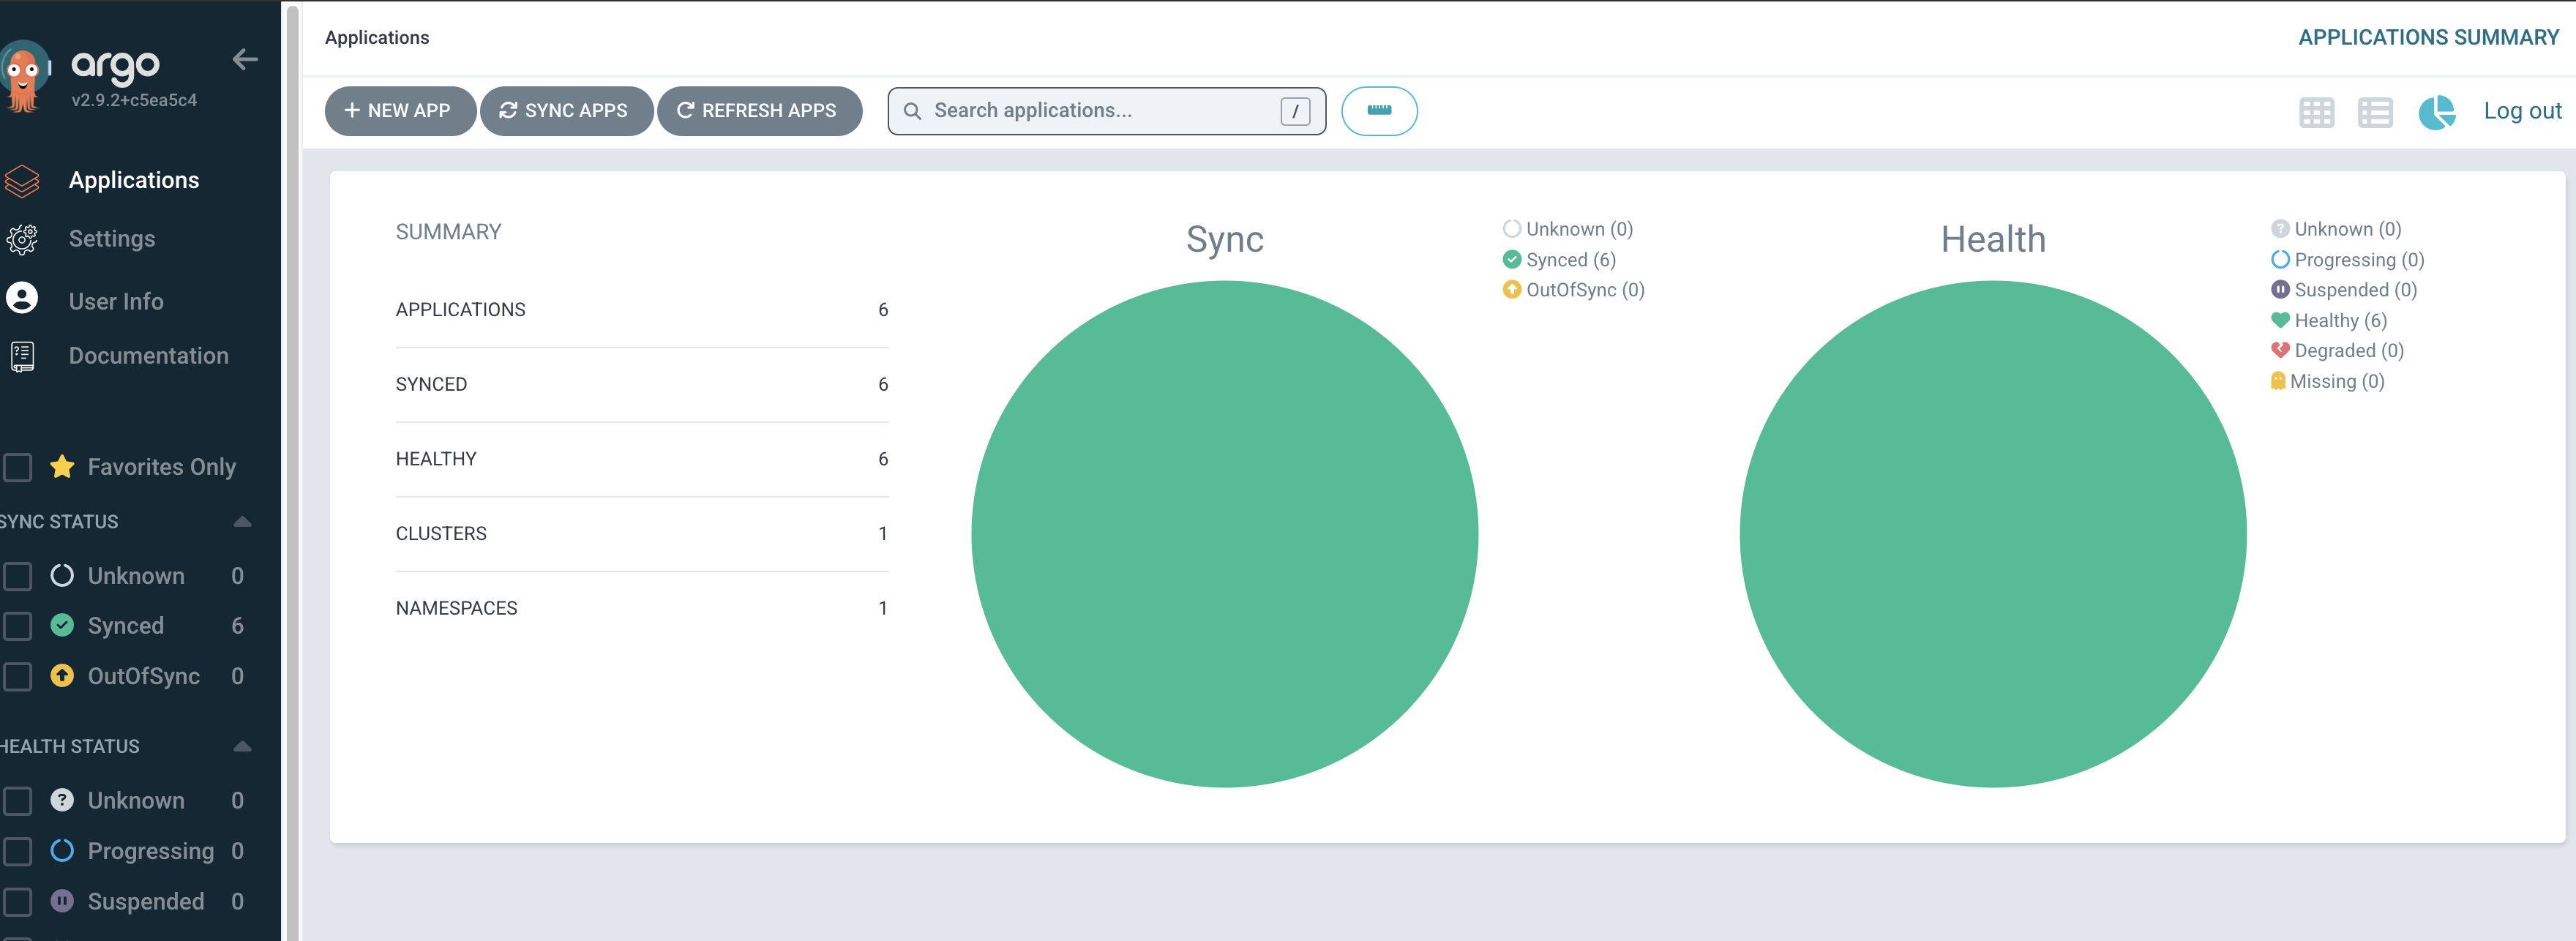 argo
v2.9.2+c5ea5c4
Applications
Settings
User Info
Documentation
Favorites Only
SYNC STATUS
Unknown 0
Synced 6
OutOfSync 0
HEALTH STATUS
Unknown 0
Progressing 0
Suspended 0
Applications
APPLICATIONS SUMMARY
+ NEW APP
SYNC APPS
REFRESH APPS
Search applications... /
Log out
SUMMARY
APPLICATIONS 6
SYNCED 6
HEALTHY 6
CLUSTERS 1
NAMESPACES 1
Sync
Unknown (0)
Synced (6)
OutOfSync (0)
Health
Unknown (0)
Progressing (0)
Suspended (0)
Healthy (6)
Degraded (0)
Missing (0)